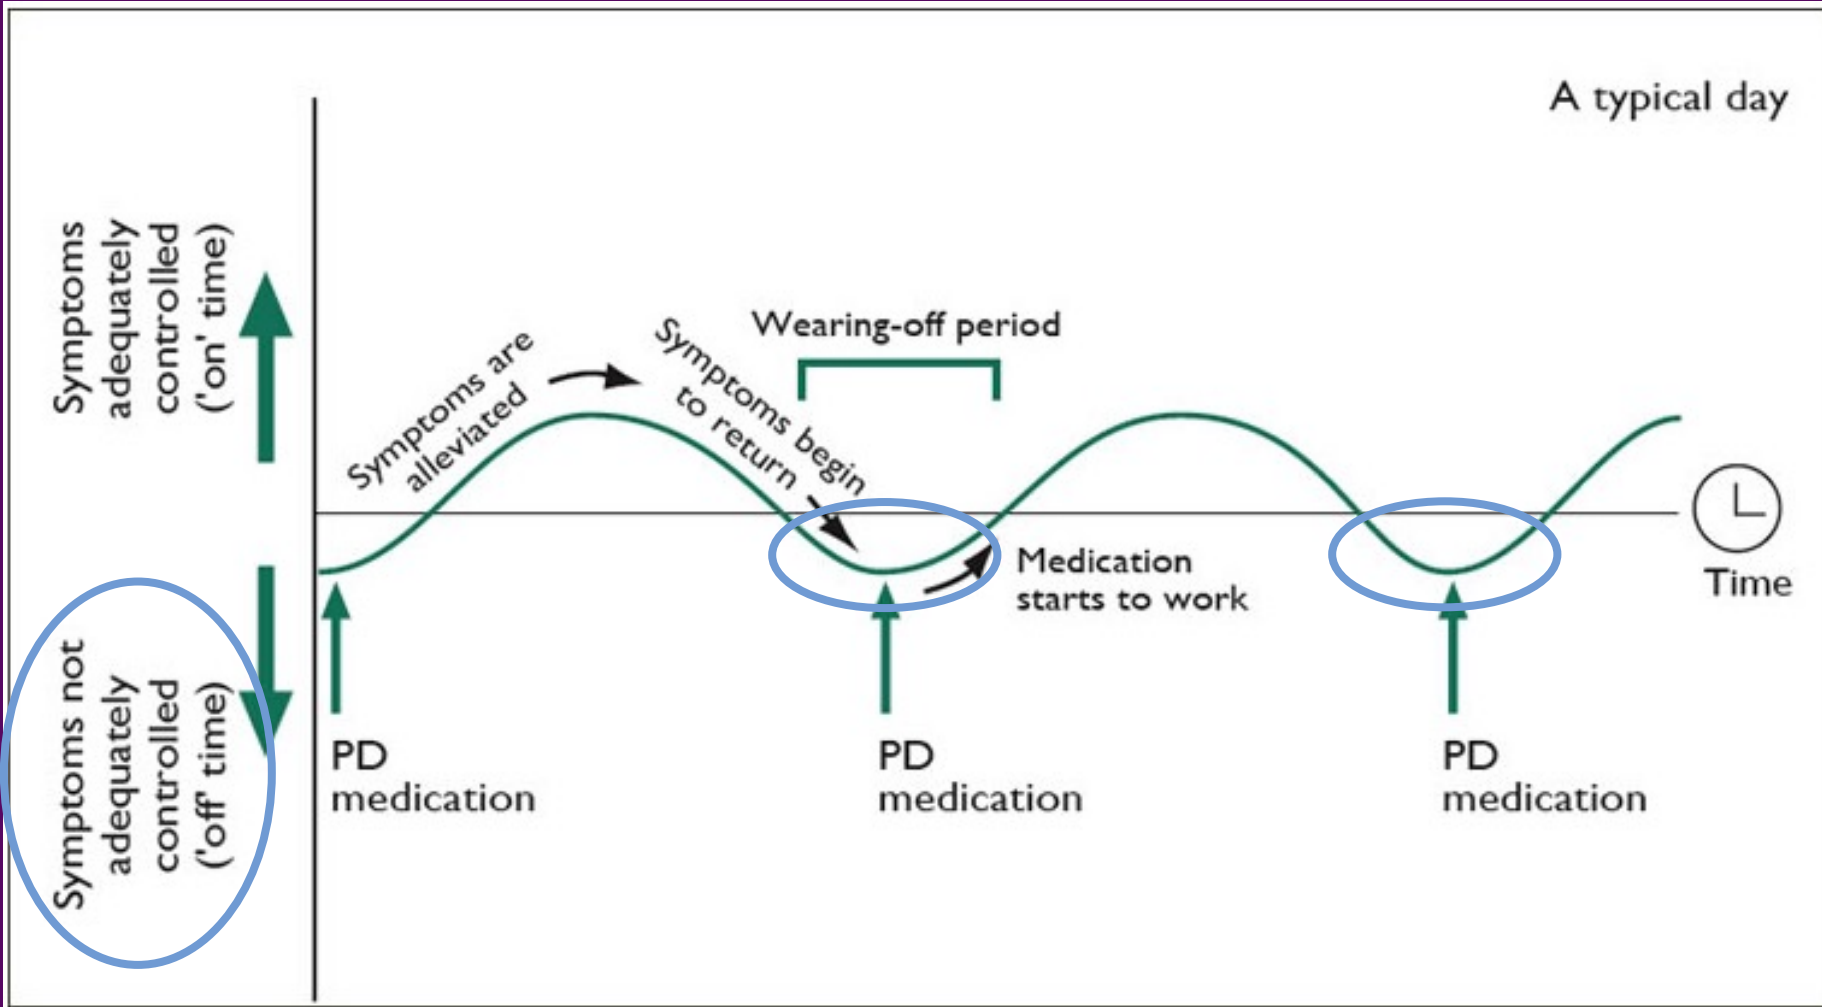 A typical day
Symptoms
adequately
controlled
('on' time)
Symptoms are
alleviated
Symptoms begin
to return
Wearing-off period
Medication
starts to work
Time
Symptoms not
adequately
controlled
('off' time)
PD
medication
PD
medication
PD
medication